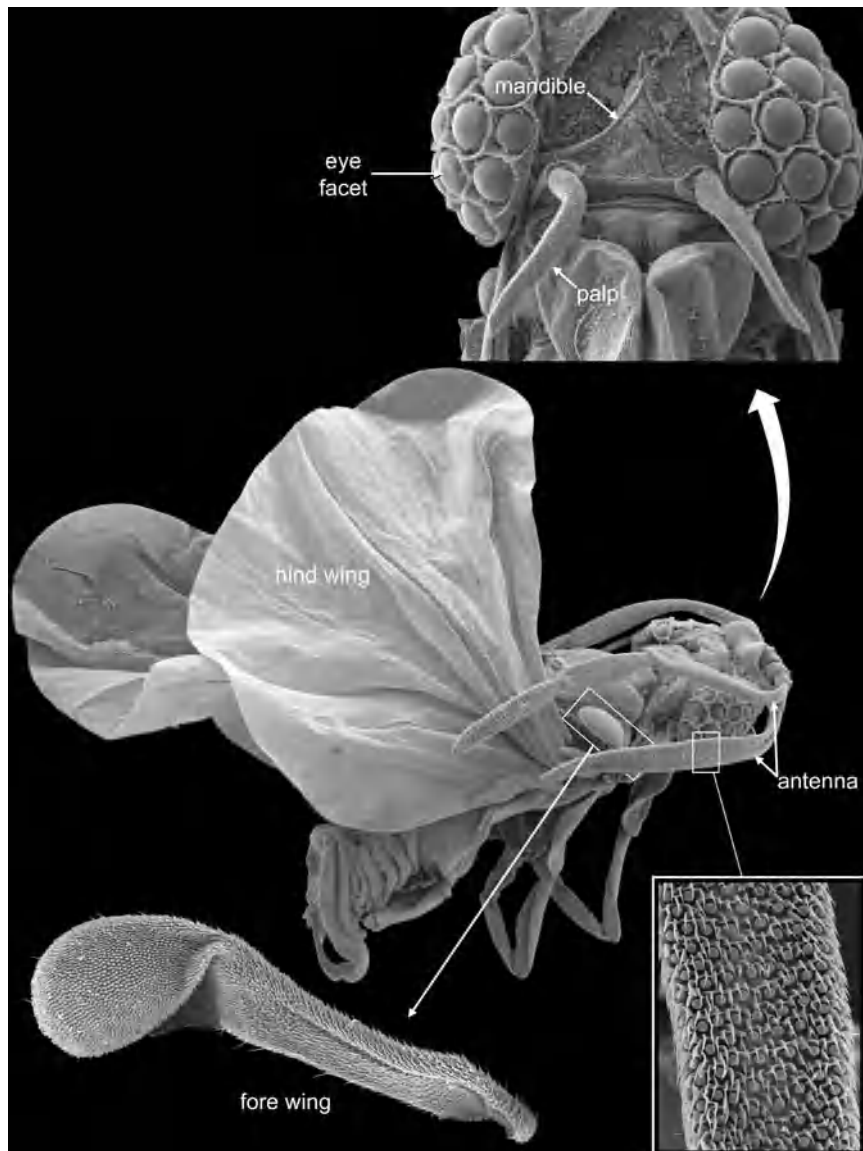 mandible
eye
facet
palp
hind wing
antenna
fore wing